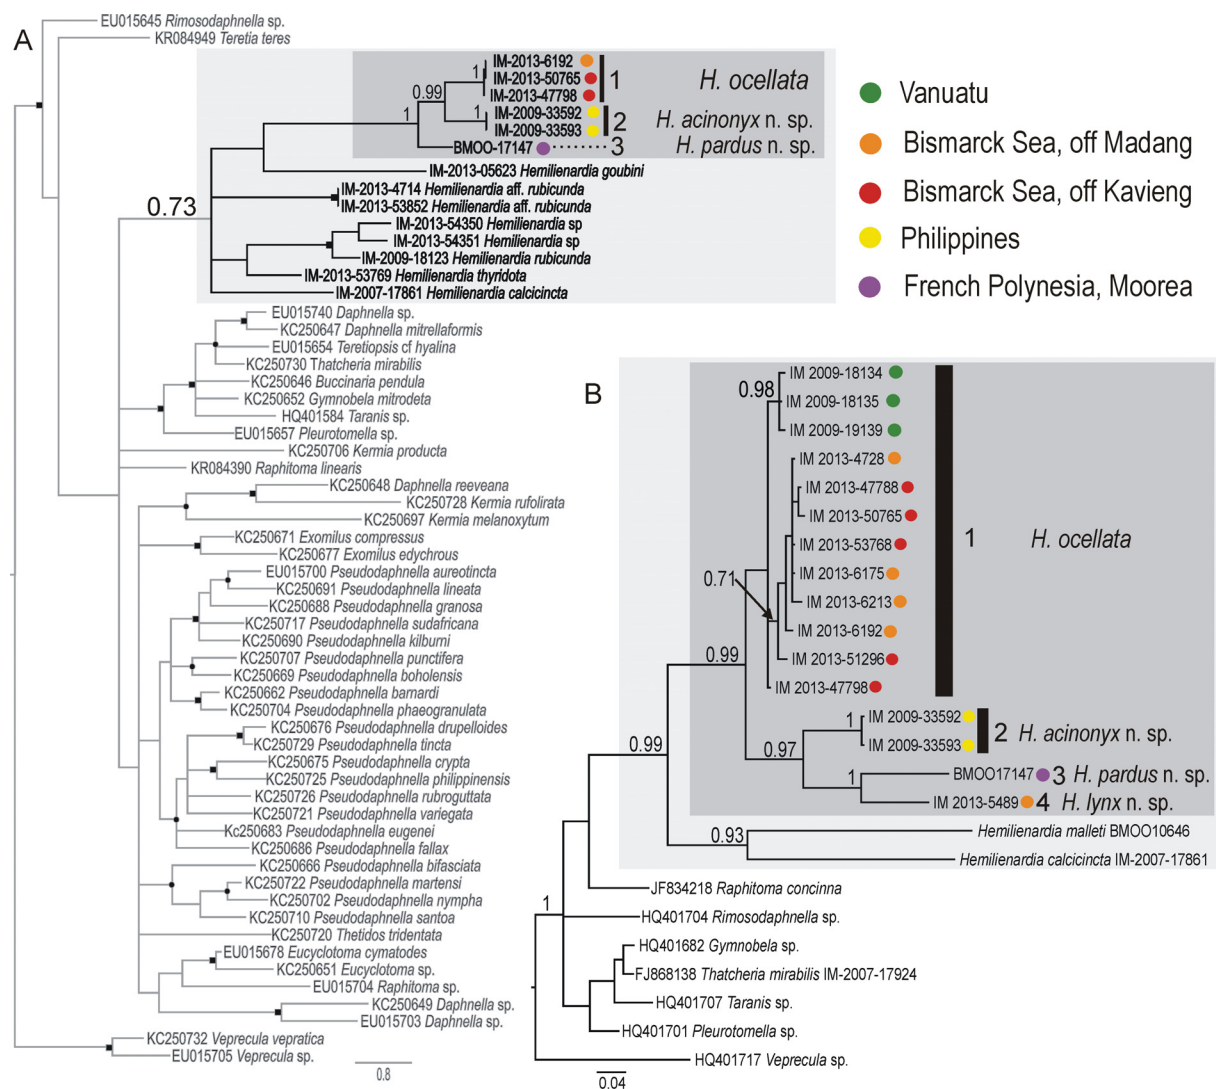 A
EU015645 Rimosodaphnella sp.
KR084949 Teretia teres
IM-2013-6192
IM-2013-50765
IM-2013-47798
1
1
H. ocellata
0.99
IM-2009-33592
IM-2009-33593
1
2
H. acinonyx n. sp.
1
BMOO-17147
3
H. pardus n. sp.
IM-2013-05623 Hemilienardia goubini
0.73
IM-2013-4714 Hemilienardia aff. rubicunda
IM-2013-53852 Hemilienardia aff. rubicunda
IM-2013-54350 Hemilienardia sp
IM-2013-54351 Hemilienardia sp
IM-2009-18123 Hemilienardia rubicunda
IM-2013-53769 Hemilienardia thyridota
IM-2007-17861 Hemilienardia calcicincta
EU015740 Daphnella sp.
KC250647 Daphnella mitrellaformis
EU015654 Teretiopsis cf hyalina
KC250730 Thatcheria mirabilis
KC250646 Buccinaria pendula
KC250652 Gymnobela mitrodeta
HQ401584 Taranis sp.
EU015657 Pleurotomella sp.
KC250706 Kermia producta
KR084390 Raphitoma linearis
KC250648 Daphnella reeveana
KC250728 Kermia rufolirata
KC250697 Kermia melanoxytum
KC250671 Exomilus compressus
KC250677 Exomilus edychrous
EU015700 Pseudodaphnella aureotincta
KC250691 Pseudodaphnella lineata
KC250688 Pseudodaphnella granosa
KC250717 Pseudodaphnella sudafricana
KC250690 Pseudodaphnella kilburni
KC250707 Pseudodaphnella punctifera
KC250669 Pseudodaphnella boholensis
KC250662 Pseudodaphnella barnardi
KC250704 Pseudodaphnella phaeogranulata
KC250676 Pseudodaphnella drupelloides
KC250729 Pseudodaphnella tincta
KC250675 Pseudodaphnella crypta
KC250725 Pseudodaphnella philippinensis
KC250726 Pseudodaphnella rubroguttata
KC250721 Pseudodaphnella variegata
Kc250683 Pseudodaphnella eugenei
KC250686 Pseudodaphnella fallax
KC250666 Pseudodaphnella bifasciata
KC250722 Pseudodaphnella martensi
KC250702 Pseudodaphnella nympha
KC250710 Pseudodaphnella santoa
KC250720 Thetidos tridentata
EU015678 Eucyclotoma cymatodes
KC250651 Eucyclotoma sp.
EU015704 Raphitoma sp.
KC250649 Daphnella sp.
EU015703 Daphnella sp.
KC250732 Veprecula vepratica
EU015705 Veprecula sp.
0.8
Vanuatu
Bismarck Sea, off Madang
Bismarck Sea, off Kavieng
Philippines
French Polynesia, Moorea
B
IM 2009-18134
0.98
IM 2009-18135
IM 2009-19139
IM 2013-4728
IM 2013-47788
IM 2013-50765
IM 2013-53768
1
H. ocellata
IM 2013-6175
0.71
IM 2013-6213
IM 2013-6192
IM 2013-51296
0.99
IM 2013-47798
IM 2009-33592
1
IM 2009-33593
2
H. acinonyx n. sp.
0.99
0.97
BMOO17147
3
H. pardus n. sp.
1
IM 2013-5489
4
H. lynx n. sp.
Hemilienardia malleti BMOO10646
0.93
Hemilienardia calcicincta IM-2007-17861
JF834218 Raphitoma concinna
1
HQ401704 Rimosodaphnella sp.
HQ401682 Gymnobela sp.
FJ868138 Thatcheria mirabilis IM-2007-17924
HQ401707 Taranis sp.
HQ401701 Pleurotomella sp.
HQ401717 Veprecula sp.
0.04